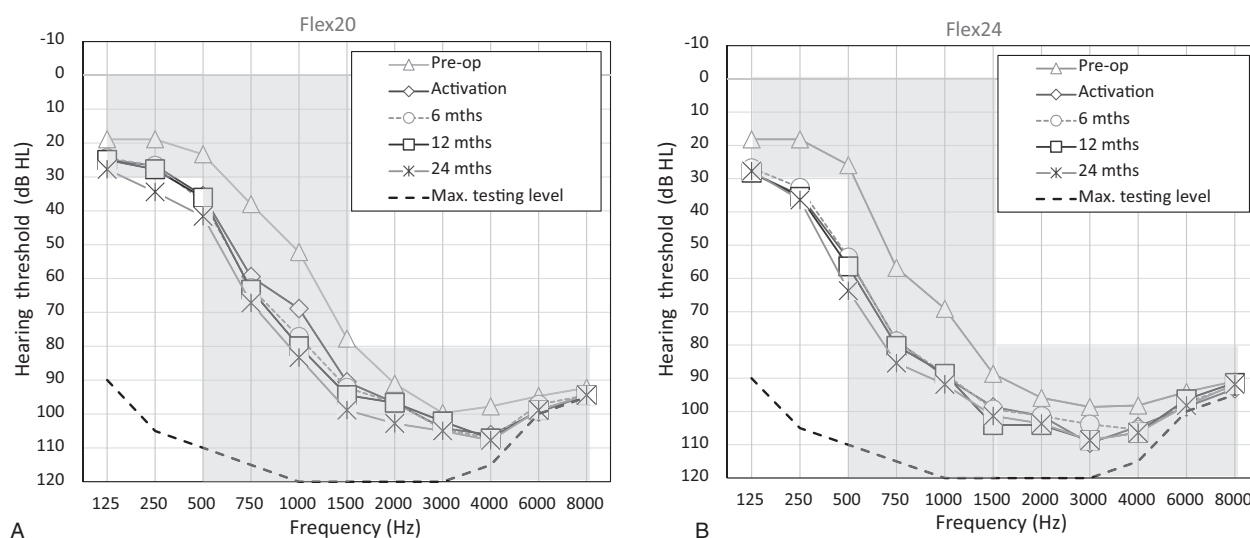 Flex20
-10
0
10
20
30
40
50
60
70
80
90
100
110
120
Hearing threshold (dB HL)
Pre-op
Activation
6 mths
12 mths
24 mths
Max. testing level
125 250 500 750 1000 1500 2000 3000 4000 6000 8000
Frequency (Hz)
A
Flex24
-10
0
10
20
30
40
50
60
70
80
90
100
110
120
Hearing threshold (dB HL)
Pre-op
Activation
6 mths
12 mths
24 mths
Max. testing level
125 250 500 750 1000 1500 2000 3000 4000 6000 8000
Frequency (Hz)
B